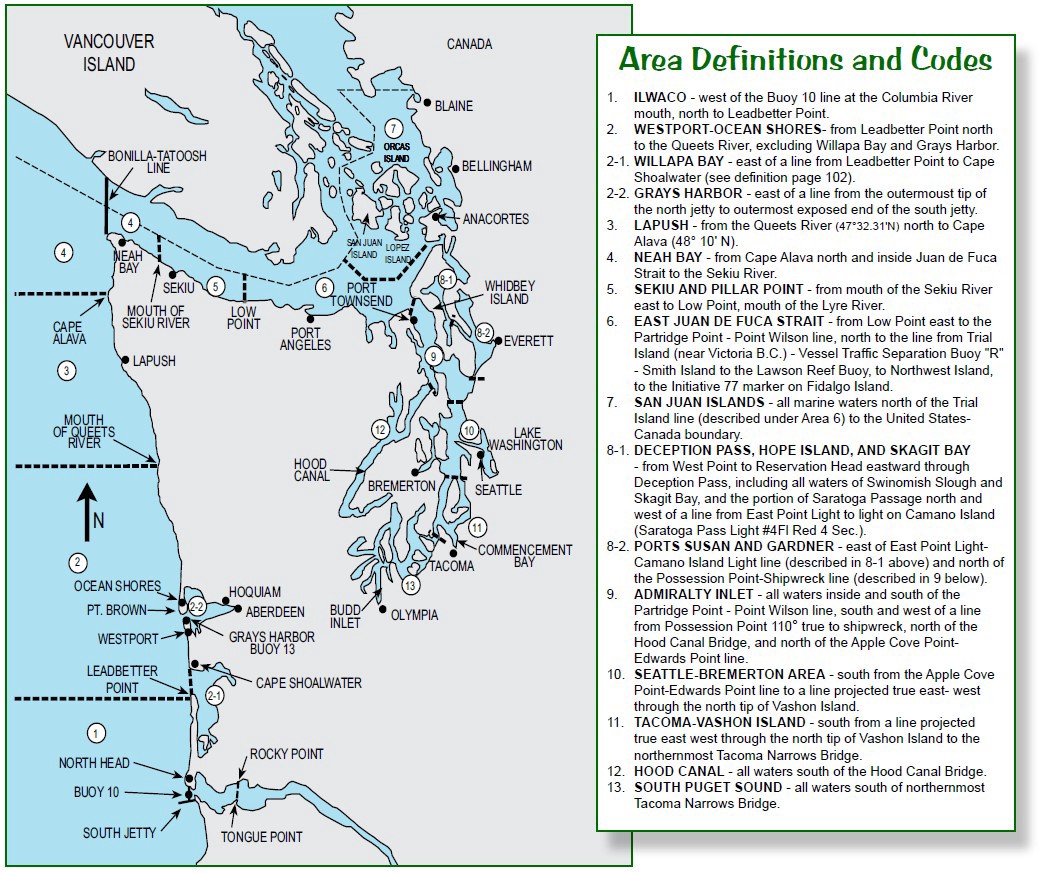 VANCOUVER
ISLAND
CANADA
BLAINE
7
ORCAS
ISLAND
BONILLA-TATOOSH
LINE
BELLINGHAM
4
ANACORTES
4
NEAH
BAY
SAN JUAN
ISLAND
LOPEZ
ISLAND
SEKIU
5
6
PORT
TOWNSEND
8-1
WHIDBEY
ISLAND
MOUTH OF
SEKIU RIVER
LOW
POINT
PORT
ANGELES
8-2
EVERETT
CAPE
ALAVA
9
LAPUSH
3
MOUTH
OF QUEETS
RIVER
12
10
LAKE
WASHINGTON
HOOD
CANAL
BREMERTON
SEATTLE
N
11
COMMENCEMENT
BAY
TACOMA
2
13
OCEAN SHORES
HOQUIAM
PT. BROWN
2-2
ABERDEEN
BUDD
INLET
OLYMPIA
WESTPORT
GRAYS HARBOR
BUOY 13
LEADBETTER
POINT
CAPE SHOALWATER
2-1
1
NORTH HEAD
ROCKY POINT
BUOY 10
SOUTH JETTY
TONGUE POINT
Area Definitions and Codes
1. ILWACO - west of the Buoy 10 line at the Columbia River
mouth, north to Leadbetter Point.
2. WESTPORT-OCEAN SHORES- from Leadbetter Point north
to the Queets River, excluding Willapa Bay and Grays Harbor.
2-1. WILLAPA BAY - east of a line from Leadbetter Point to Cape
Shoalwater (see definition page 102).
2-2. GRAYS HARBOR - east of a line from the outermoust tip of
the north jetty to outermost exposed end of the south jetty.
3. LAPUSH - from the Queets River (47°32.31'N) north to Cape
Alava (48° 10' N).
4. NEAH BAY - from Cape Alava north and inside Juan de Fuca
Strait to the Sekiu River.
5. SEKIU AND PILLAR POINT - from mouth of the Sekiu River
east to Low Point, mouth of the Lyre River.
6. EAST JUAN DE FUCA STRAIT - from Low Point east to the
Partridge Point - Point Wilson line, north to the line from Trial
Island (near Victoria B.C.) - Vessel Traffic Separation Buoy "R"
- Smith Island to the Lawson Reef Buoy, to Northwest Island,
to the Initiative 77 marker on Fidalgo Island.
7. SAN JUAN ISLANDS - all marine waters north of the Trial
Island line (described under Area 6) to the United States-
Canada boundary.
8-1. DECEPTION PASS, HOPE ISLAND, AND SKAGIT BAY
- from West Point to Reservation Head eastward through
Deception Pass, including all waters of Swinomish Slough and
Skagit Bay, and the portion of Saratoga Passage north and
west of a line from East Point Light to light on Camano Island
(Saratoga Pass Light #4Fl Red 4 Sec.).
8-2. PORTS SUSAN AND GARDNER - east of East Point Light-
Camano Island Light line (described in 8-1 above) and north of
the Possession Point-Shipwreck line (described in 9 below).
9. ADMIRALTY INLET - all waters inside and south of the
Partridge Point - Point Wilson line, south and west of a line
from Possession Point 110° true to shipwreck, north of the
Hood Canal Bridge, and north of the Apple Cove Point-
Edwards Point line.
10. SEATTLE-BREMERTON AREA - south from the Apple Cove
Point-Edwards Point line to a line projected true east- west
through the north tip of Vashon Island.
11. TACOMA-VASHON ISLAND - south from a line projected
true east west through the north tip of Vashon Island to the
northernmost Tacoma Narrows Bridge.
12. HOOD CANAL - all waters south of the Hood Canal Bridge.
13. SOUTH PUGET SOUND - all waters south of northernmost
Tacoma Narrows Bridge.